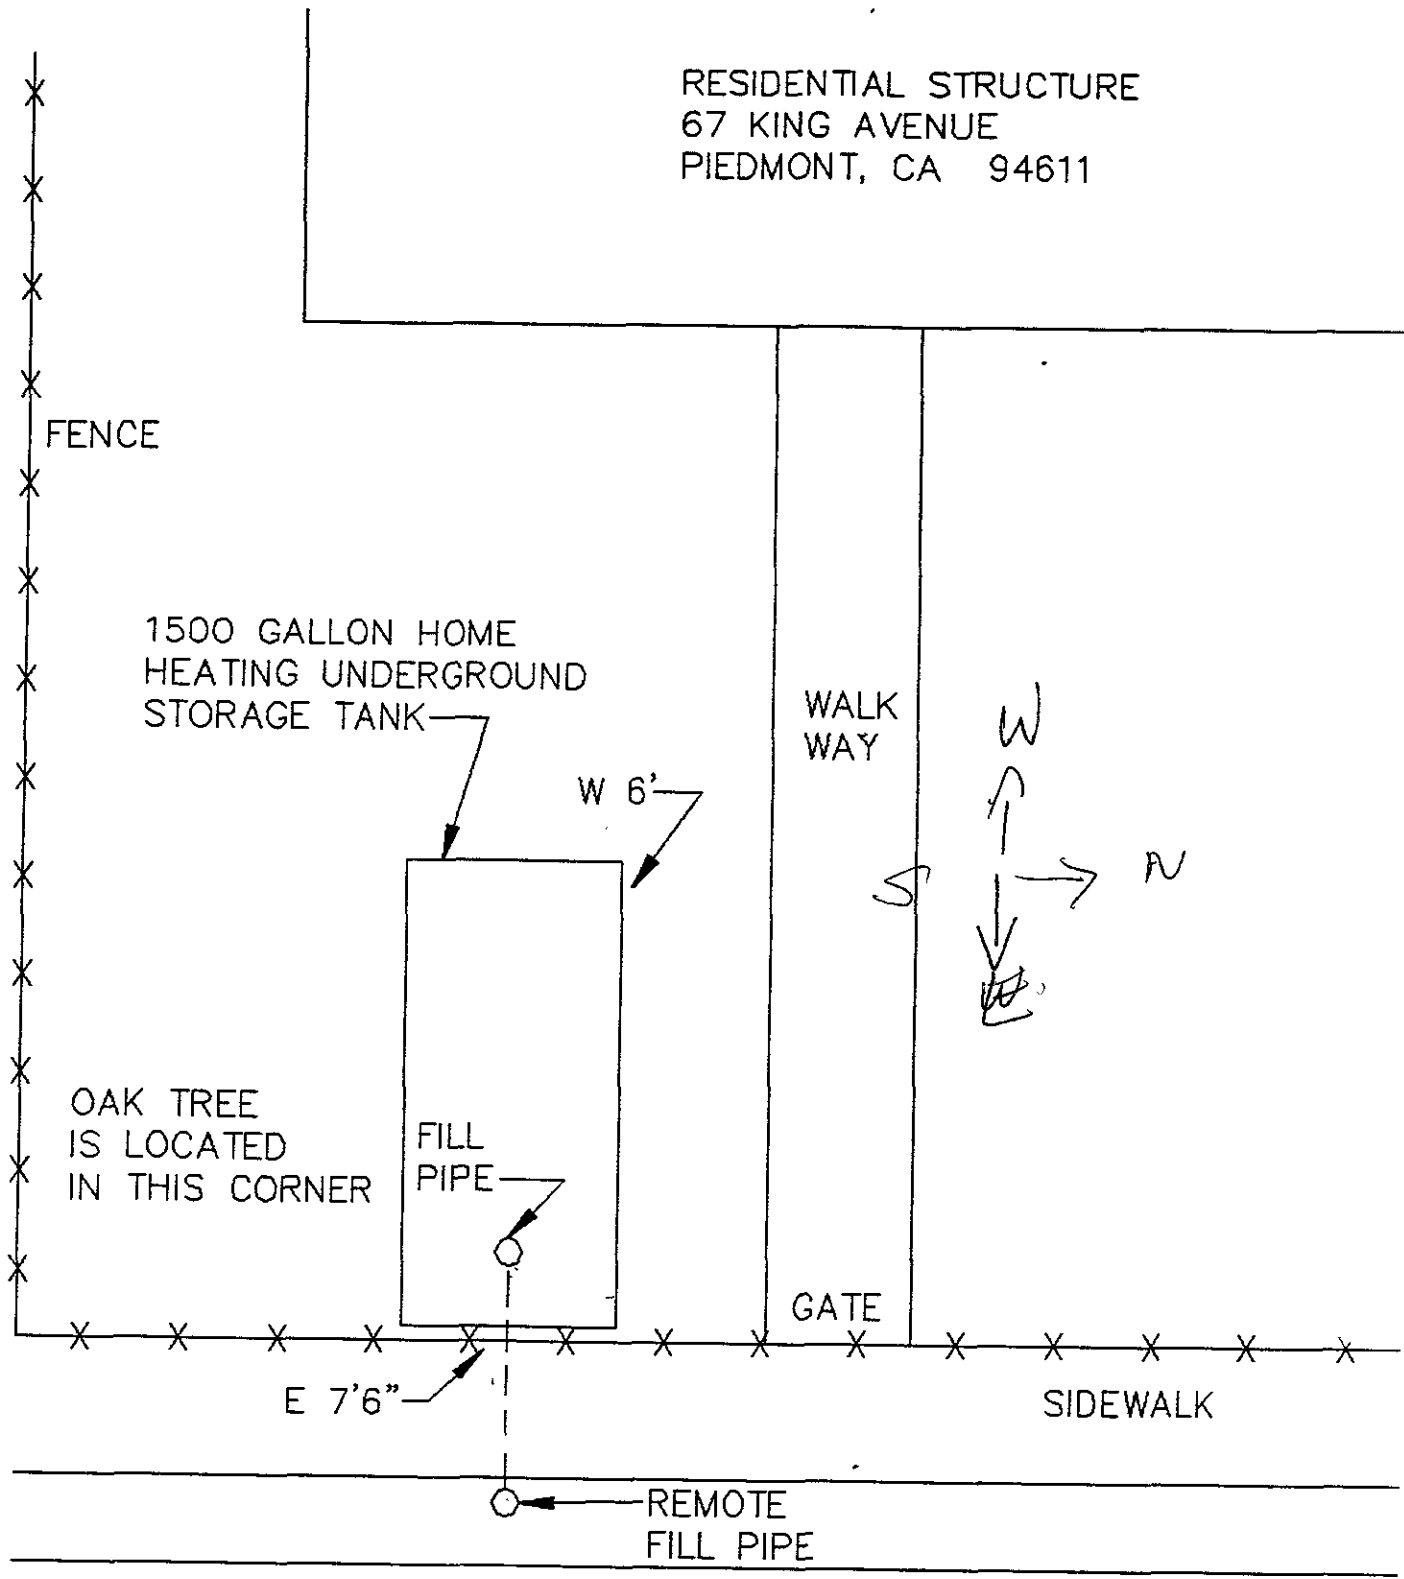 RESIDENTIAL STRUCTURE
67 KING AVENUE
PIEDMONT, CA 94611
FENCE
1500 GALLON HOME
HEATING UNDERGROUND
STORAGE TANK
W 6'
WALK
WAY
W
S
N
E
OAK TREE
IS LOCATED
IN THIS CORNER
FILL
PIPE
GATE
E 7'6"
SIDEWALK
REMOTE
FILL PIPE